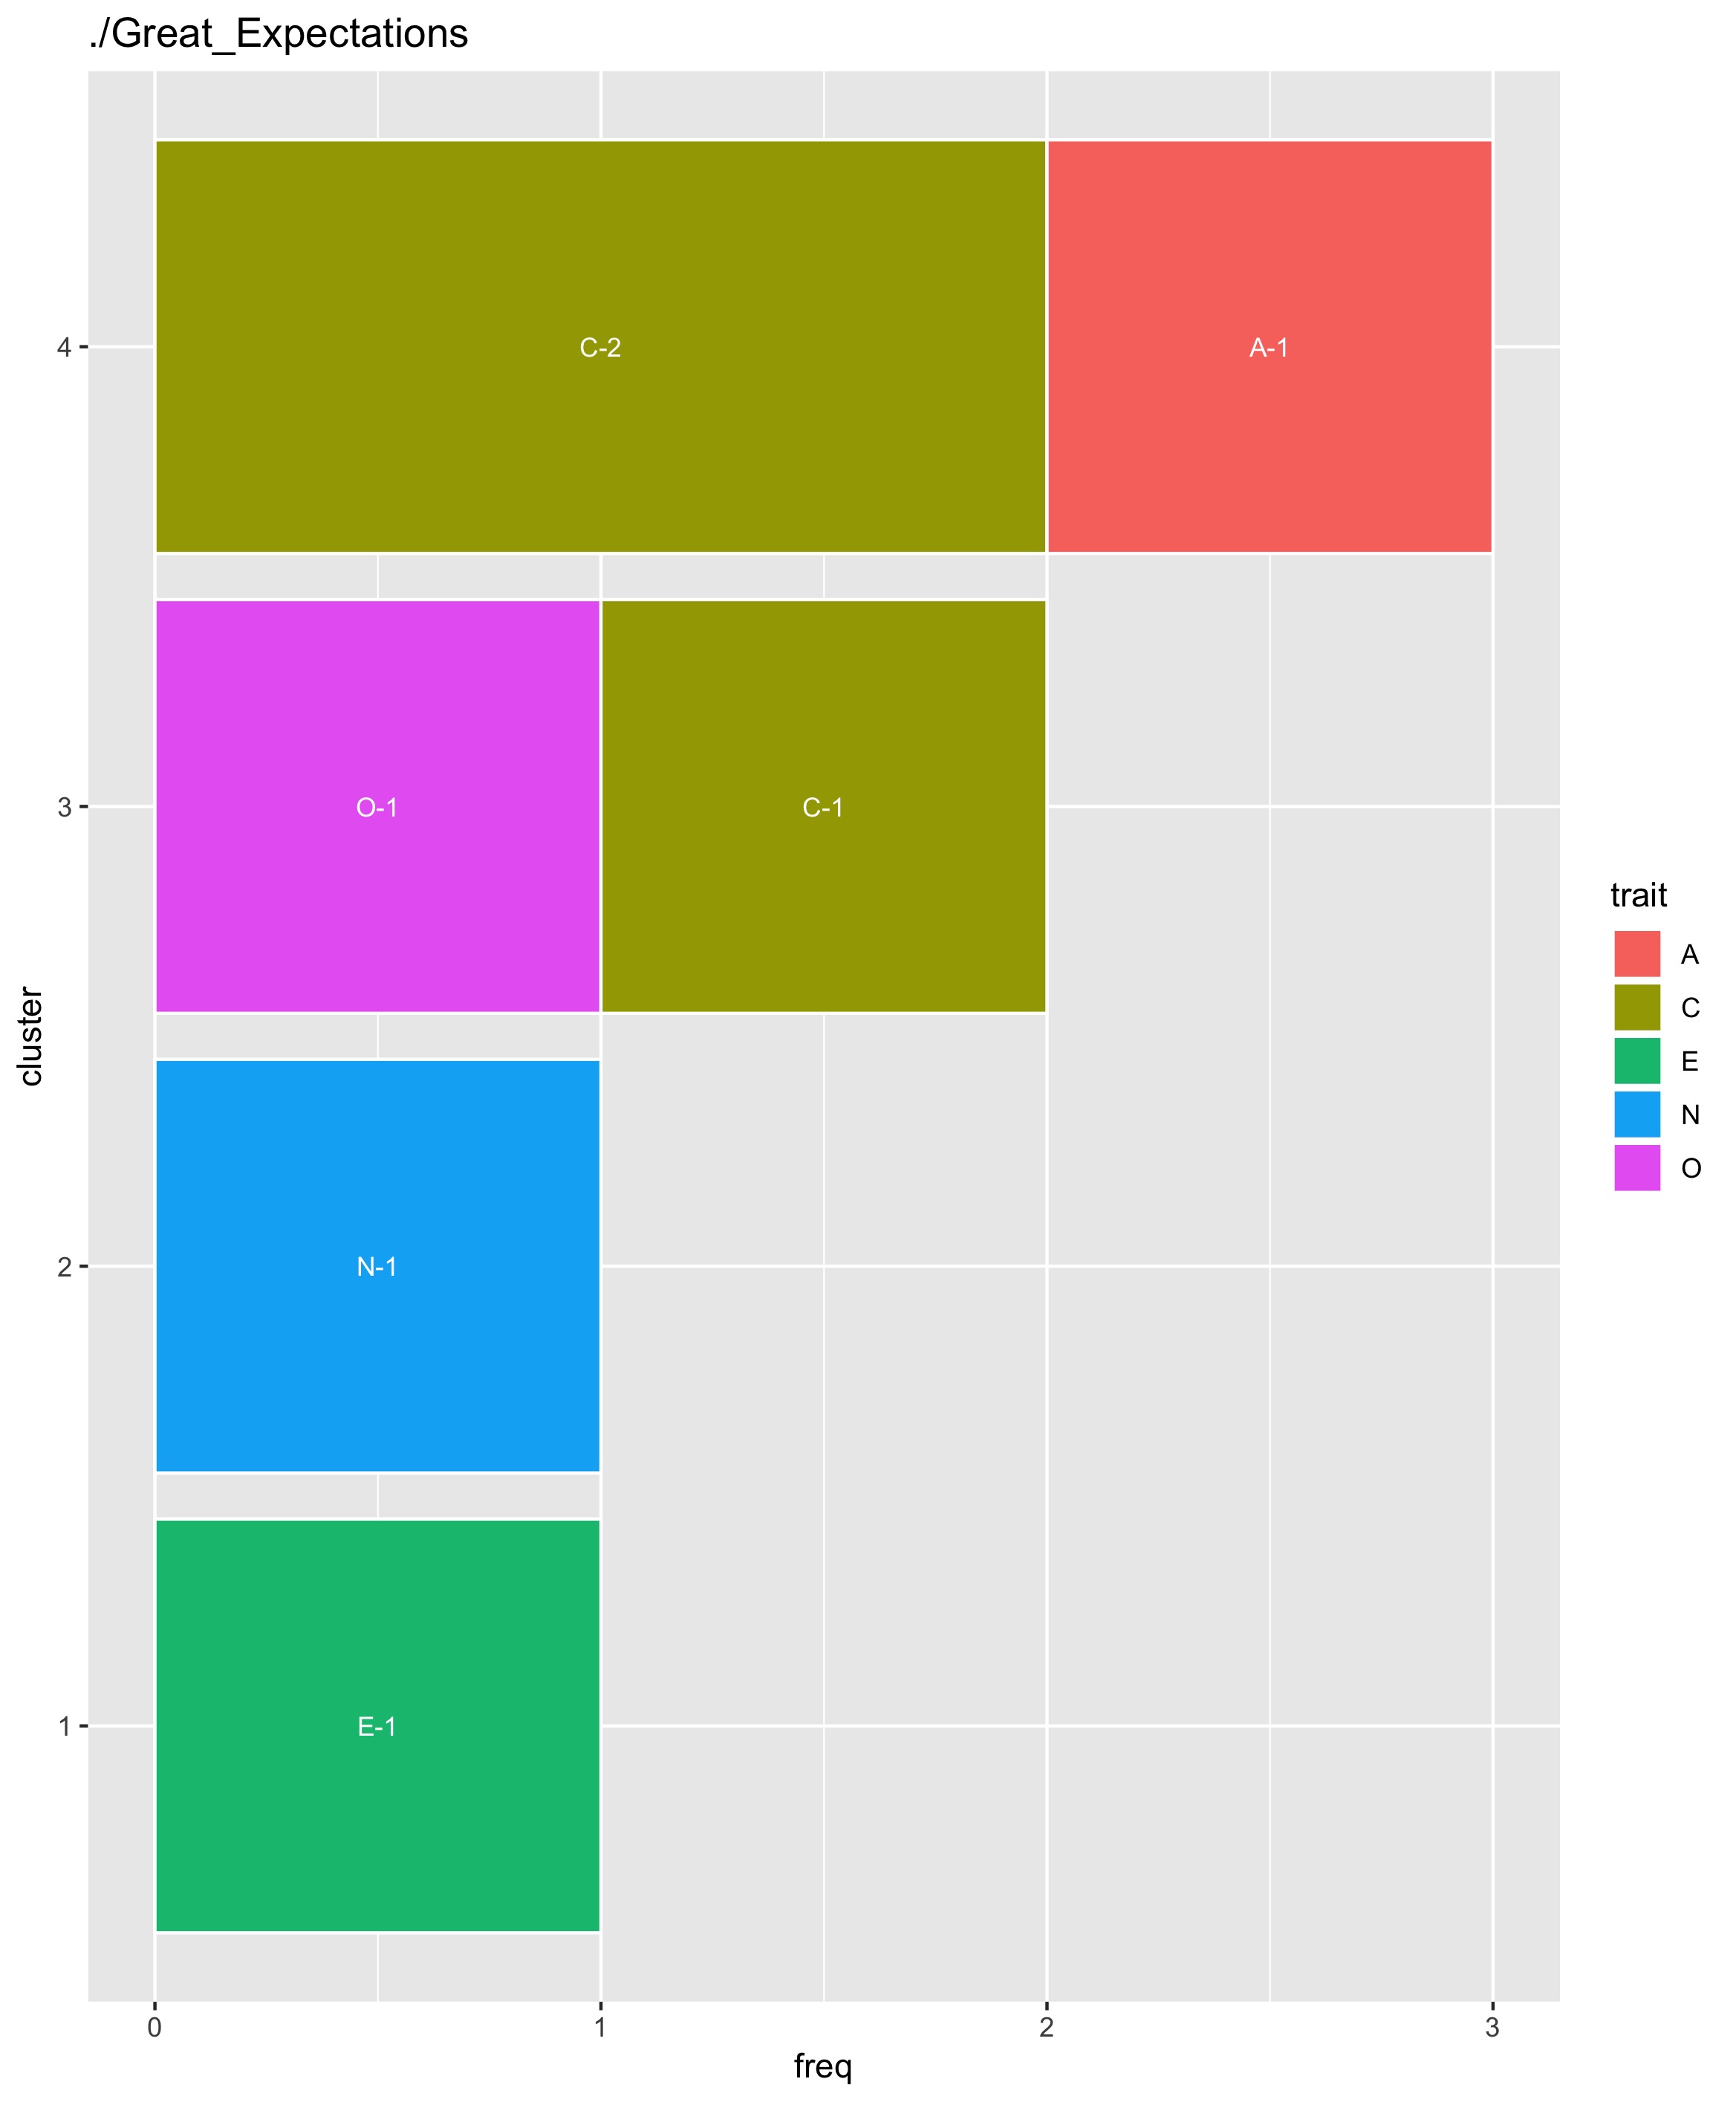 ./Great_Expectations
4
C-2
A-1
3
O-1
C-1
2
N-1
1
E-1
0
1
2
3
freq
cluster
trait
A
C
E
N
O